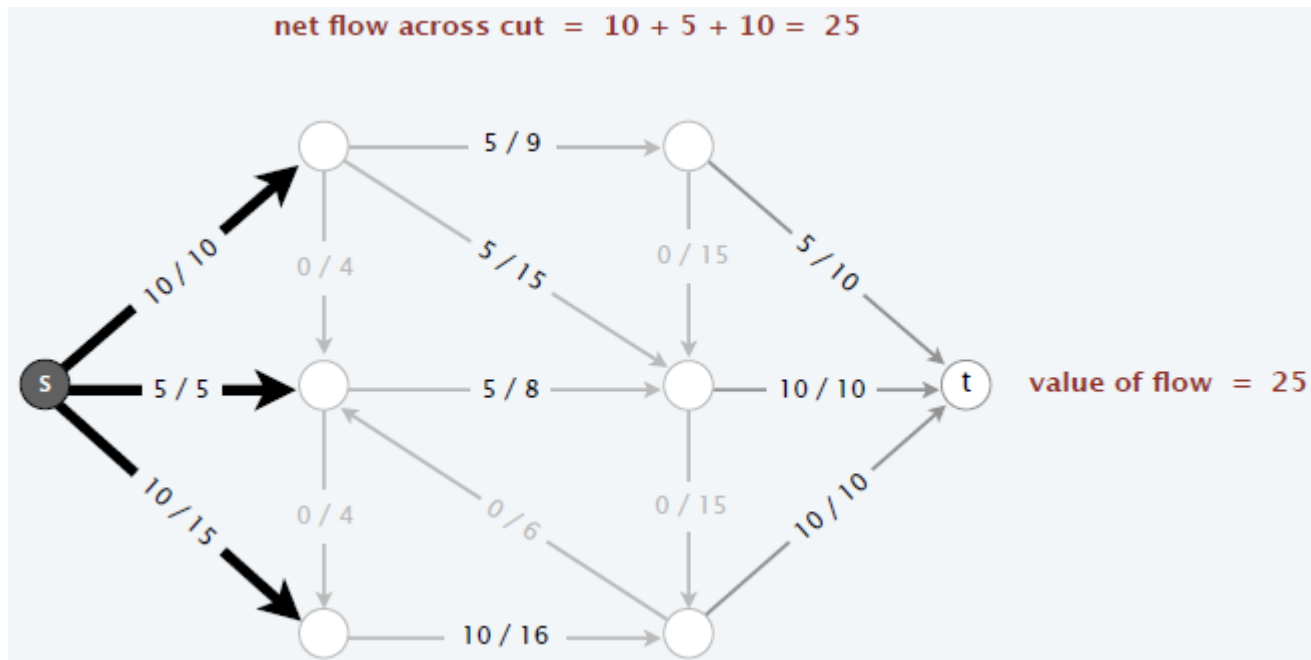 net flow across cut = 10 + 5 + 10 = 25
5 / 9
10 / 10
0 / 4
5 / 15
0 / 15
5 / 10
s
5 / 5
5 / 8
10 / 10
t
value of flow = 25
10 / 15
0 / 4
0 / 6
0 / 15
10 / 10
10 / 16